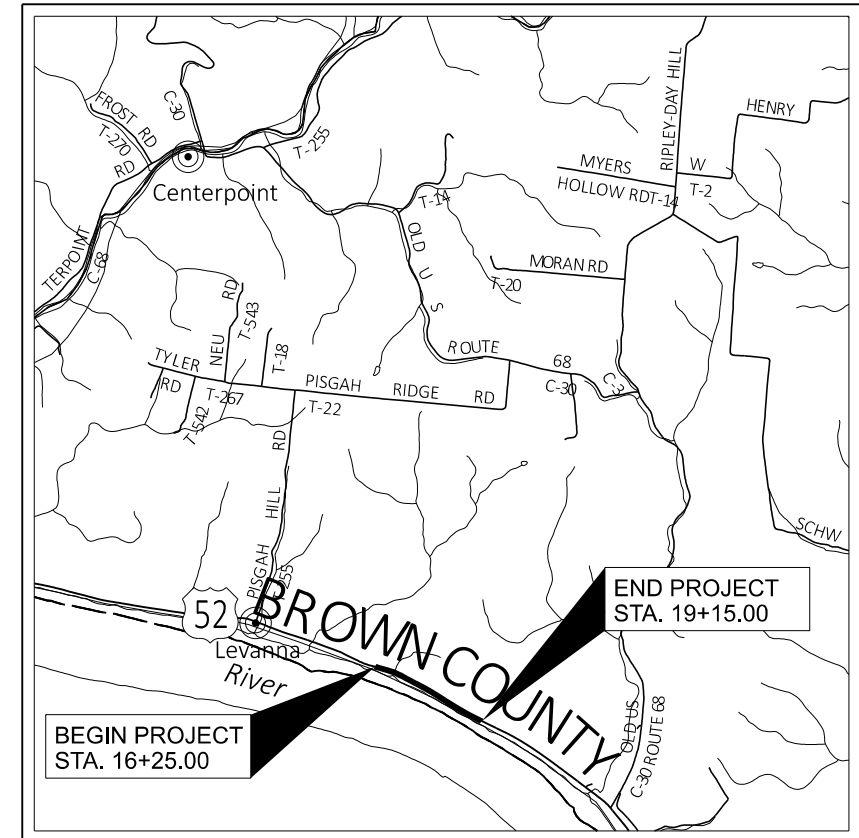 FROST RD
T-270
C-30
T-255
RD
Centerpoint
TERPOINT
C-68
T-14
OLD U S
ROUTE 68
C-30
C-3
RIPLEY-DAY HILL
HENRY
W
T-2
MYERS
HOLLOW RD
T-14
MORAN RD
T-20
NEU RD
T-543
T-18
TYLER
RD
T-267
T-542
PISGAH RIDGE RD
T-22
PISGAH HILL RD
T-255
SCHW
52
BROWN COUNTY
Levanna
River
END PROJECT
STA. 19+15.00
BEGIN PROJECT
STA. 16+25.00
OLD US
C-30 ROUTE 68